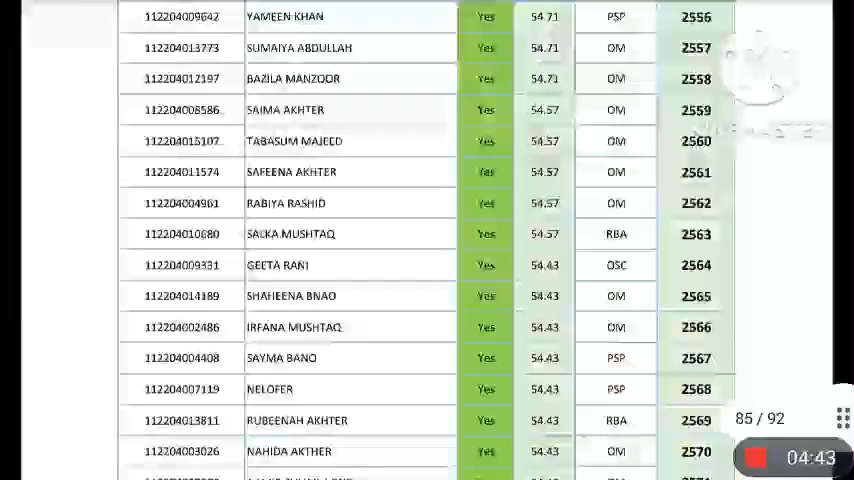 112204009642 YAMEEN KHAN Yes 54.71 PSP 2556
112204013773 SUMAIYA ABDULLAH Yes 54.71 OM 2557
112204012197 BAZILA MANZOOR Yes 54.71 OM 2558
112204008586 SAIMA AKHTER Yes 54.57 OM 2559
112204015107 TABASUM MAJEED Yes 54.57 OM 2560
112204011574 SAFEENA AKHTER Yes 54.57 OM 2561
112204004961 RABIYA RASHID Yes 54.57 OM 2562
112204010680 SALKA MUSHTAQ Yes 54.57 RBA 2563
112204009331 GEETA RANI Yes 54.43 OSC 2564
112204014189 SHAHEENA BNAO Yes 54.43 OM 2565
112204002486 IRFANA MUSHTAQ Yes 54.43 OM 2566
112204004408 SAYMA BANO Yes 54.43 PSP 2567
112204007119 NELOFER Yes 54.43 PSP 2568
112204013811 RUBEENAH AKHTER Yes 54.43 RBA 2569
85 / 92
112204003026 NAHIDA AKTHER Yes 54.43 OM 2570
04:43